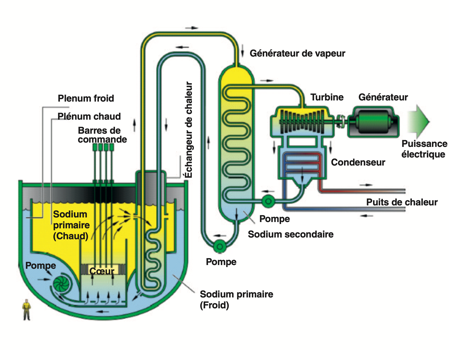 Générateur de vapeur
Plenum froid
Plénum chaud
Barres de
commande
Échangeur de chaleur
Turbine
Générateur
Puissance
électrique
Condenseur
Puits de chaleur
Sodium
primaire
(Chaud)
Pompe
Sodium secondaire
Pompe
Cœur
Pompe
Sodium primaire
(Froid)